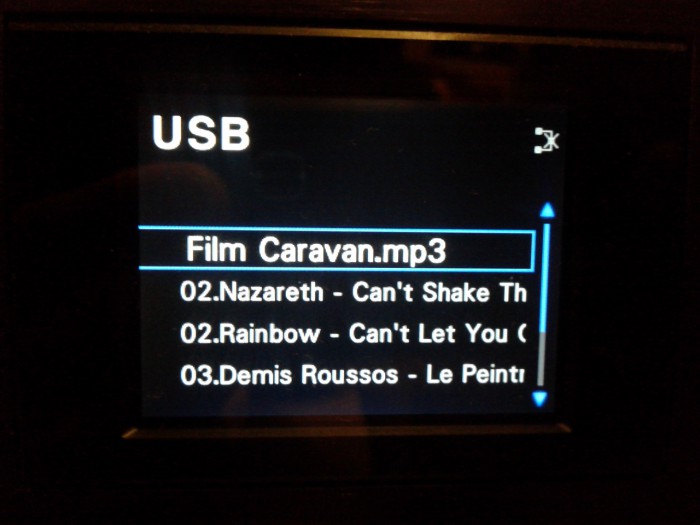 USB
Film Caravan.mp3
02.Nazareth - Can't Shake Th
02.Rainbow - Can't Let You
03.Demis Roussos - Le Peintr